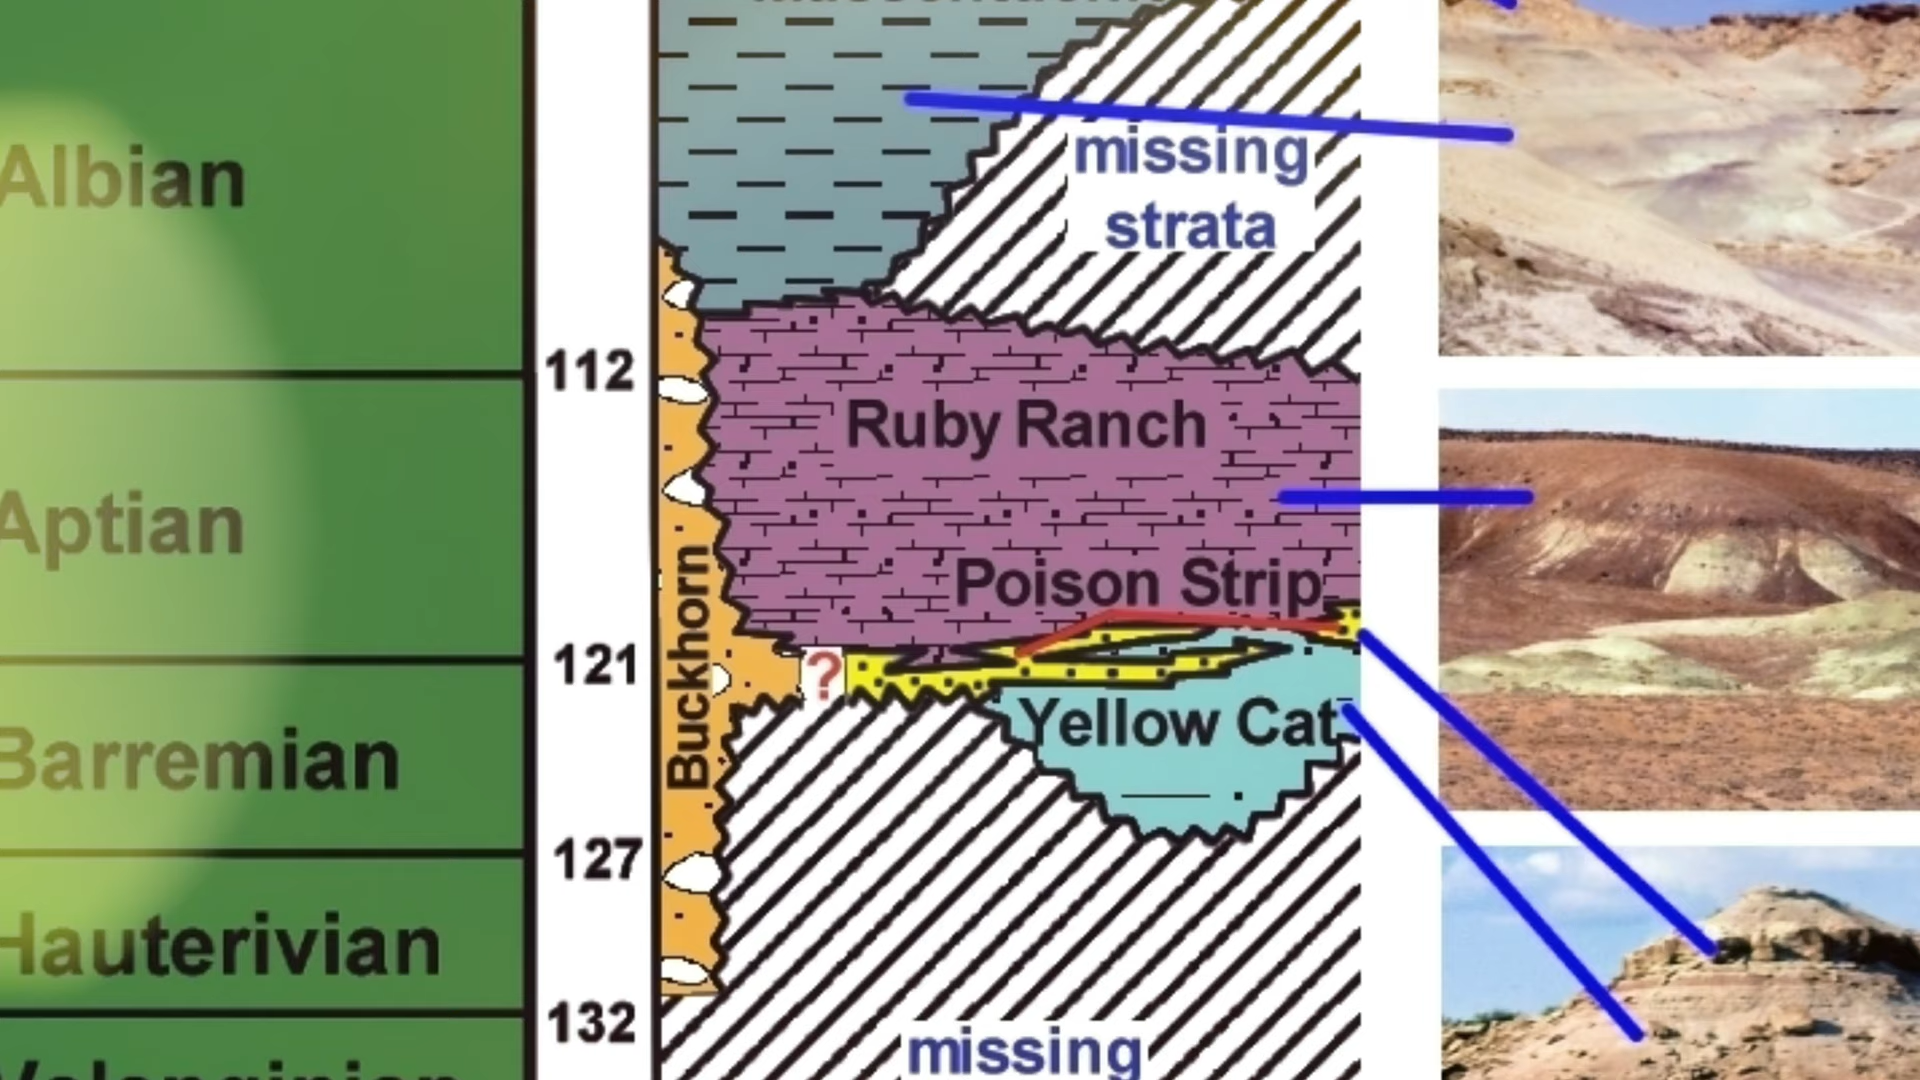 Albian
missing
strata
112
Ruby Ranch
Aptian
Poison Strip
Buckhorn
121
?
Yellow Cat
Barremian
127
Hauterivian
132
missing